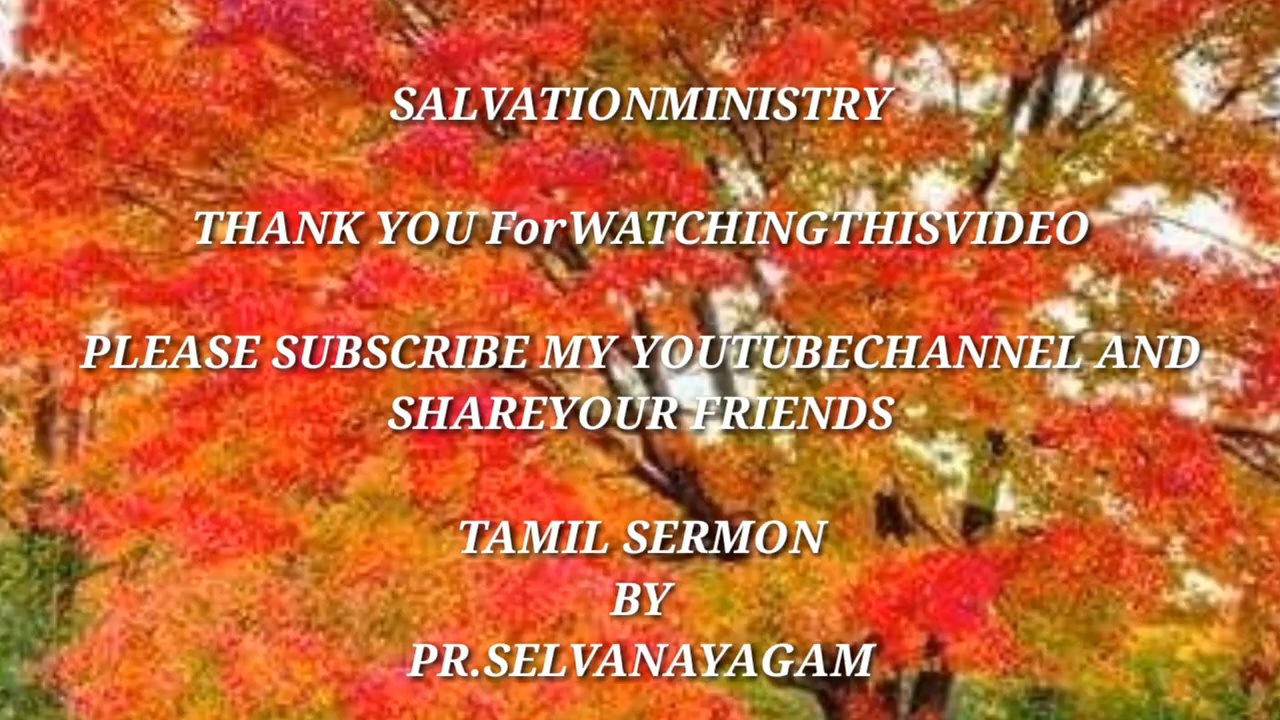 SALVATIONMINISTRY
THANK YOU ForWATCHINGTHISVIDEO
PLEASE SUBSCRIBE MY YOUTUBECHANNEL AND
SHAREYOUR FRIENDS
TAMIL SERMON
BY
PR.SELVANAYAGAM